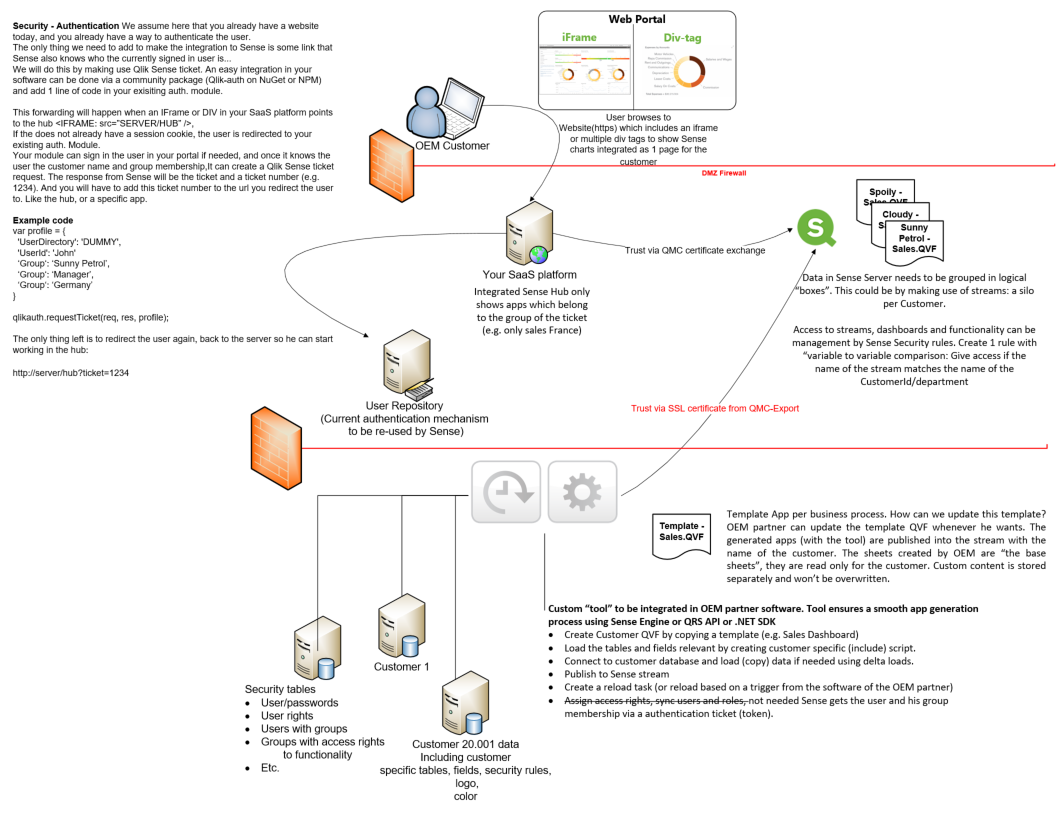 Security - Authentication We assume here that you already have a website
today, and you already have a way to authenticate the user.
The only thing we need to add to make the integration to Sense is some link that
Sense also knows who the currently signed in user is...
We will do this by making use Qlik Sense ticket. An easy integration in your
software can be done via a community package (Qlik-auth on NuGet or NPM)
and add 1 line of code in your exisiting auth. module.
This forwarding will happen when an IFrame or DIV in your SaaS platform points
to the hub <IFRAME: src="SERVER/HUB" />,
If the does not already have a session cookie, the user is redirected to your
existing auth. Module.
Your module can sign in the user in your portal if needed, and once it knows the
user the customer name and group membership,It can create a Qlik Sense ticket
request. The response from Sense will be the ticket and a ticket number (e.g.
1234). And you will have to add this ticket number to the url you redirect the user
to. Like the hub, or a specific app.
Example code
var profile = {
'UserDirectory': 'DUMMY',
'UserId': 'John'
'Group': 'Sunny Petrol',
'Group': 'Manager',
'Group': 'Germany'
}
qlikauth.requestTicket(req, res, profile);
The only thing left is to redirect the user again, back to the server so he can start
working in the hub:
http://server/hub?ticket=1234
Web Portal
iFrame
Div-tag
OEM Customer
User browses to
Website(https) which includes an iframe
or multiple div tags to show Sense
charts integrated as 1 page for the
customer
DMZ Firewall
Your SaaS platform
Integrated Sense Hub only
shows apps which belong
to the group of the ticket
(e.g. only sales France)
Trust via QMC certificate exchange
S
Spoily -
Sales.QVF
Cloudy -
S
Sunny
Petrol -
Sales.QVF
Data in Sense Server needs to be grouped in logical
"boxes". This could be by making use of streams: a silo
per Customer.
Access to streams, dashboards and functionality can be
management by Sense Security rules. Create 1 rule with
"variable to variable comparison: Give access if the
name of the stream matches the name of the
CustomerId/department
User Repository
(Current authentication mechanism
to be re-used by Sense)
Trust via SSL certificate from QMC-Export
Template -
Sales.QVF
Template App per business process. How can we update this template?
OEM partner can update the template QVF whenever he wants. The
generated apps (with the tool) are published into the stream with the
name of the customer. The sheets created by OEM are "the base
sheets", they are read only for the customer. Custom content is stored
separately and won't be overwritten.
Custom "tool" to be integrated in OEM partner software. Tool ensures a smooth app generation
process using Sense Engine or QRS API or .NET SDK
• Create Customer QVF by copying a template (e.g. Sales Dashboard)
• Load the tables and fields relevant by creating customer specific (include) script.
• Connect to customer database and load (copy) data if needed using delta loads.
• Publish to Sense stream
• Create a reload task (or reload based on a trigger from the software of the OEM partner)
• Assign access rights, sync users and roles, not needed Sense gets the user and his group
membership via a authentication ticket (token).
Customer 1
Security tables
• User/passwords
• User rights
• Users with groups
• Groups with access rights
to functionality
• Etc.
Customer 20.001 data
Including customer
specific tables, fields, security rules,
logo,
color